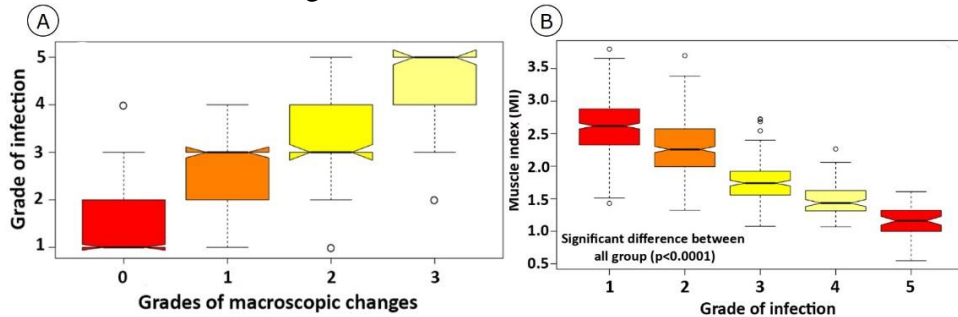 A
Grade of infection
5
4
3
2
1
0 1 2 3
Grades of macroscopic changes
B
Muscle index (MI)
3.5
3.0
2.5
2.0
1.5
1.0
0.5
Significant difference between
all group (p<0.0001)
1 2 3 4 5
Grade of infection